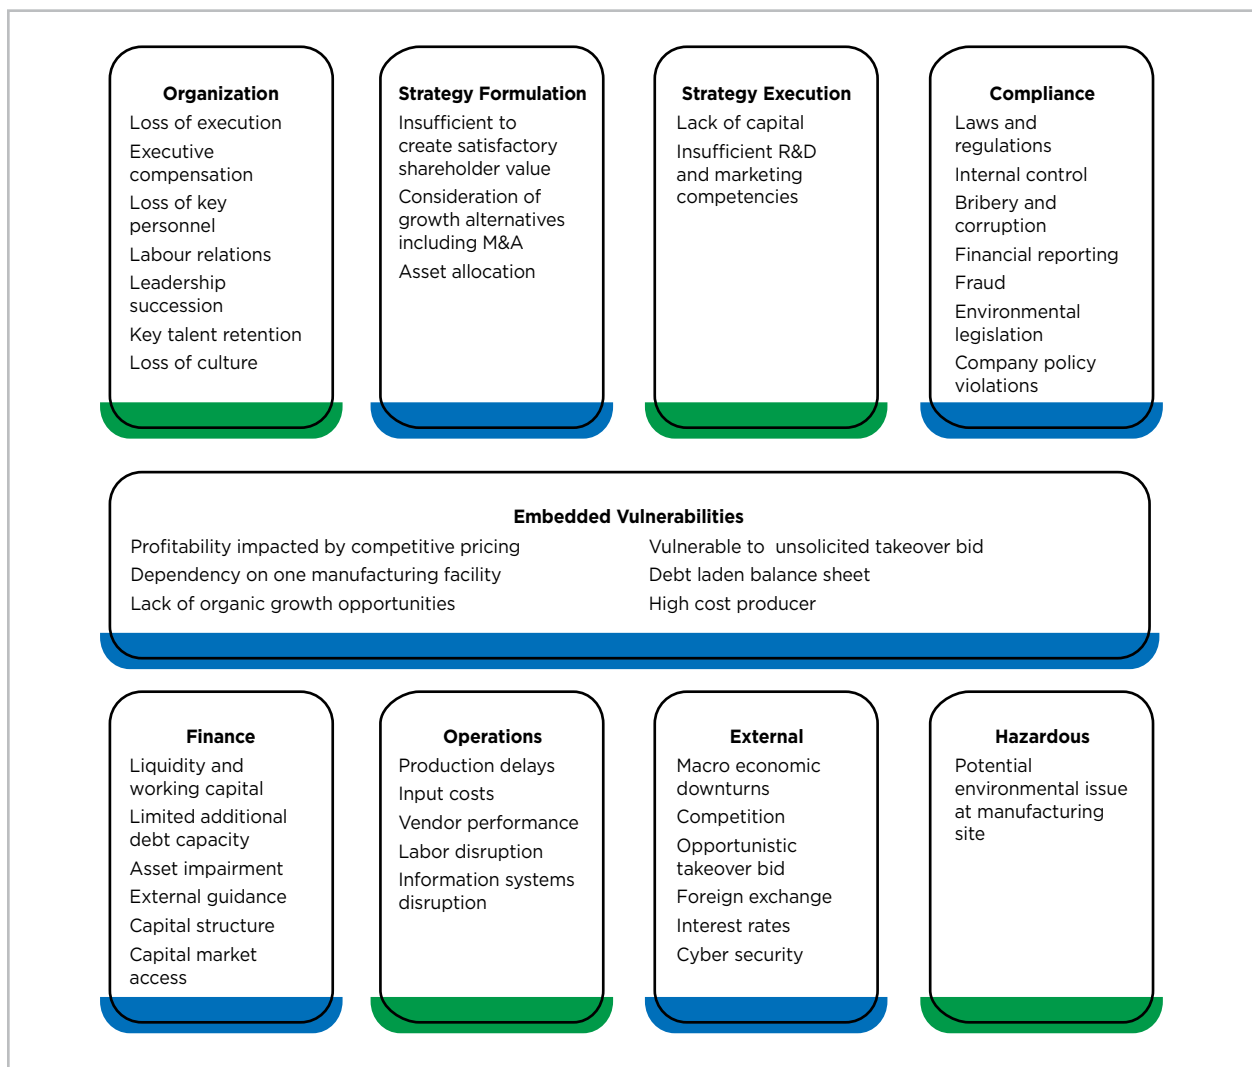 Organization
Loss of execution
Executive
compensation
Loss of key
personnel
Labour relations
Leadership
succession
Key talent retention
Loss of culture
Strategy Formulation
Insufficient to
create satisfactory
shareholder value
Consideration of
growth alternatives
including M&A
Asset allocation
Strategy Execution
Lack of capital
Insufficient R&D
and marketing
competencies
Compliance
Laws and
regulations
Internal control
Bribery and
corruption
Financial reporting
Fraud
Environmental
legislation
Company policy
violations
Embedded Vulnerabilities
Profitability impacted by competitive pricing
Dependency on one manufacturing facility
Lack of organic growth opportunities
Vulnerable to unsolicited takeover bid
Debt laden balance sheet
High cost producer
Finance
Liquidity and
working capital
Limited additional
debt capacity
Asset impairment
External guidance
Capital structure
Capital market
access
Operations
Production delays
Input costs
Vendor performance
Labor disruption
Information systems
disruption
External
Macro economic
downturns
Competition
Opportunistic
takeover bid
Foreign exchange
Interest rates
Cyber security
Hazardous
Potential
environmental issue
at manufacturing
site